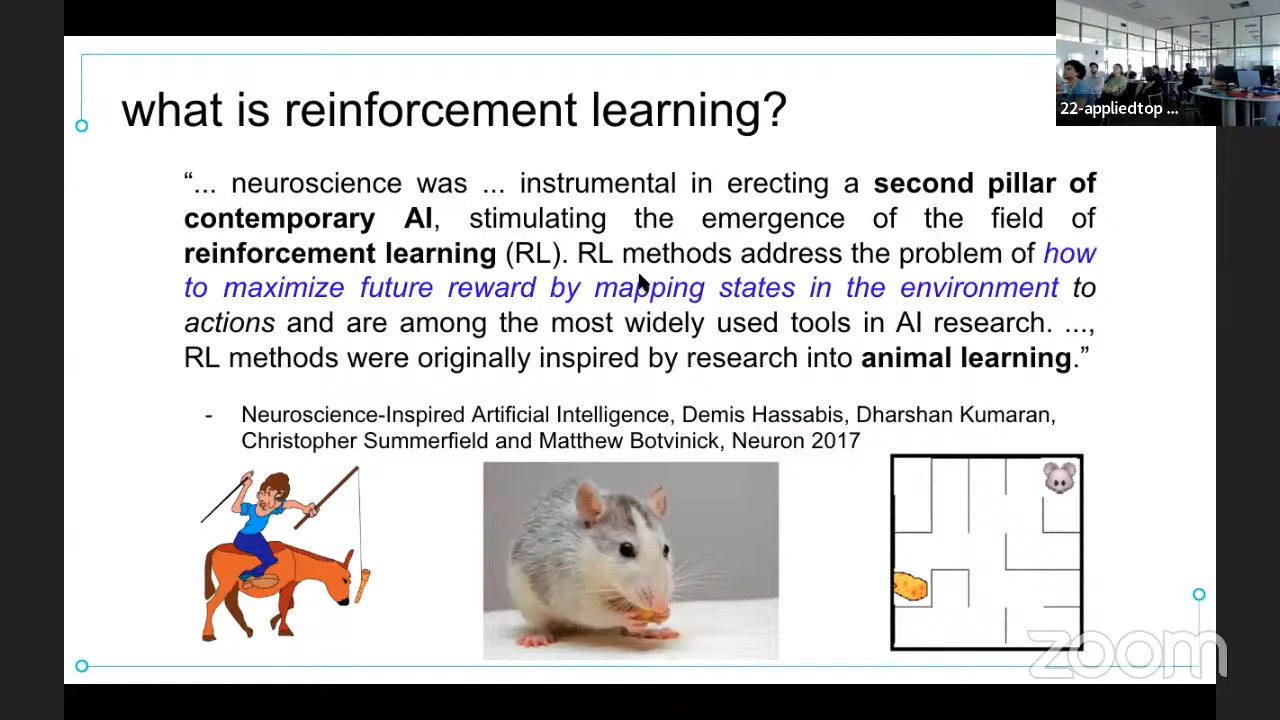 22-appliedtop ...
what is reinforcement learning?
“... neuroscience was ... instrumental in erecting a second pillar of
contemporary AI, stimulating the emergence of the field of
reinforcement learning (RL). RL methods address the problem of how
to maximize future reward by mapping states in the environment to
actions and are among the most widely used tools in AI research. ...,
RL methods were originally inspired by research into animal learning.”
- Neuroscience-Inspired Artificial Intelligence, Demis Hassabis, Dharshan Kumaran,
Christopher Summerfield and Matthew Botvinick, Neuron 2017
zoom